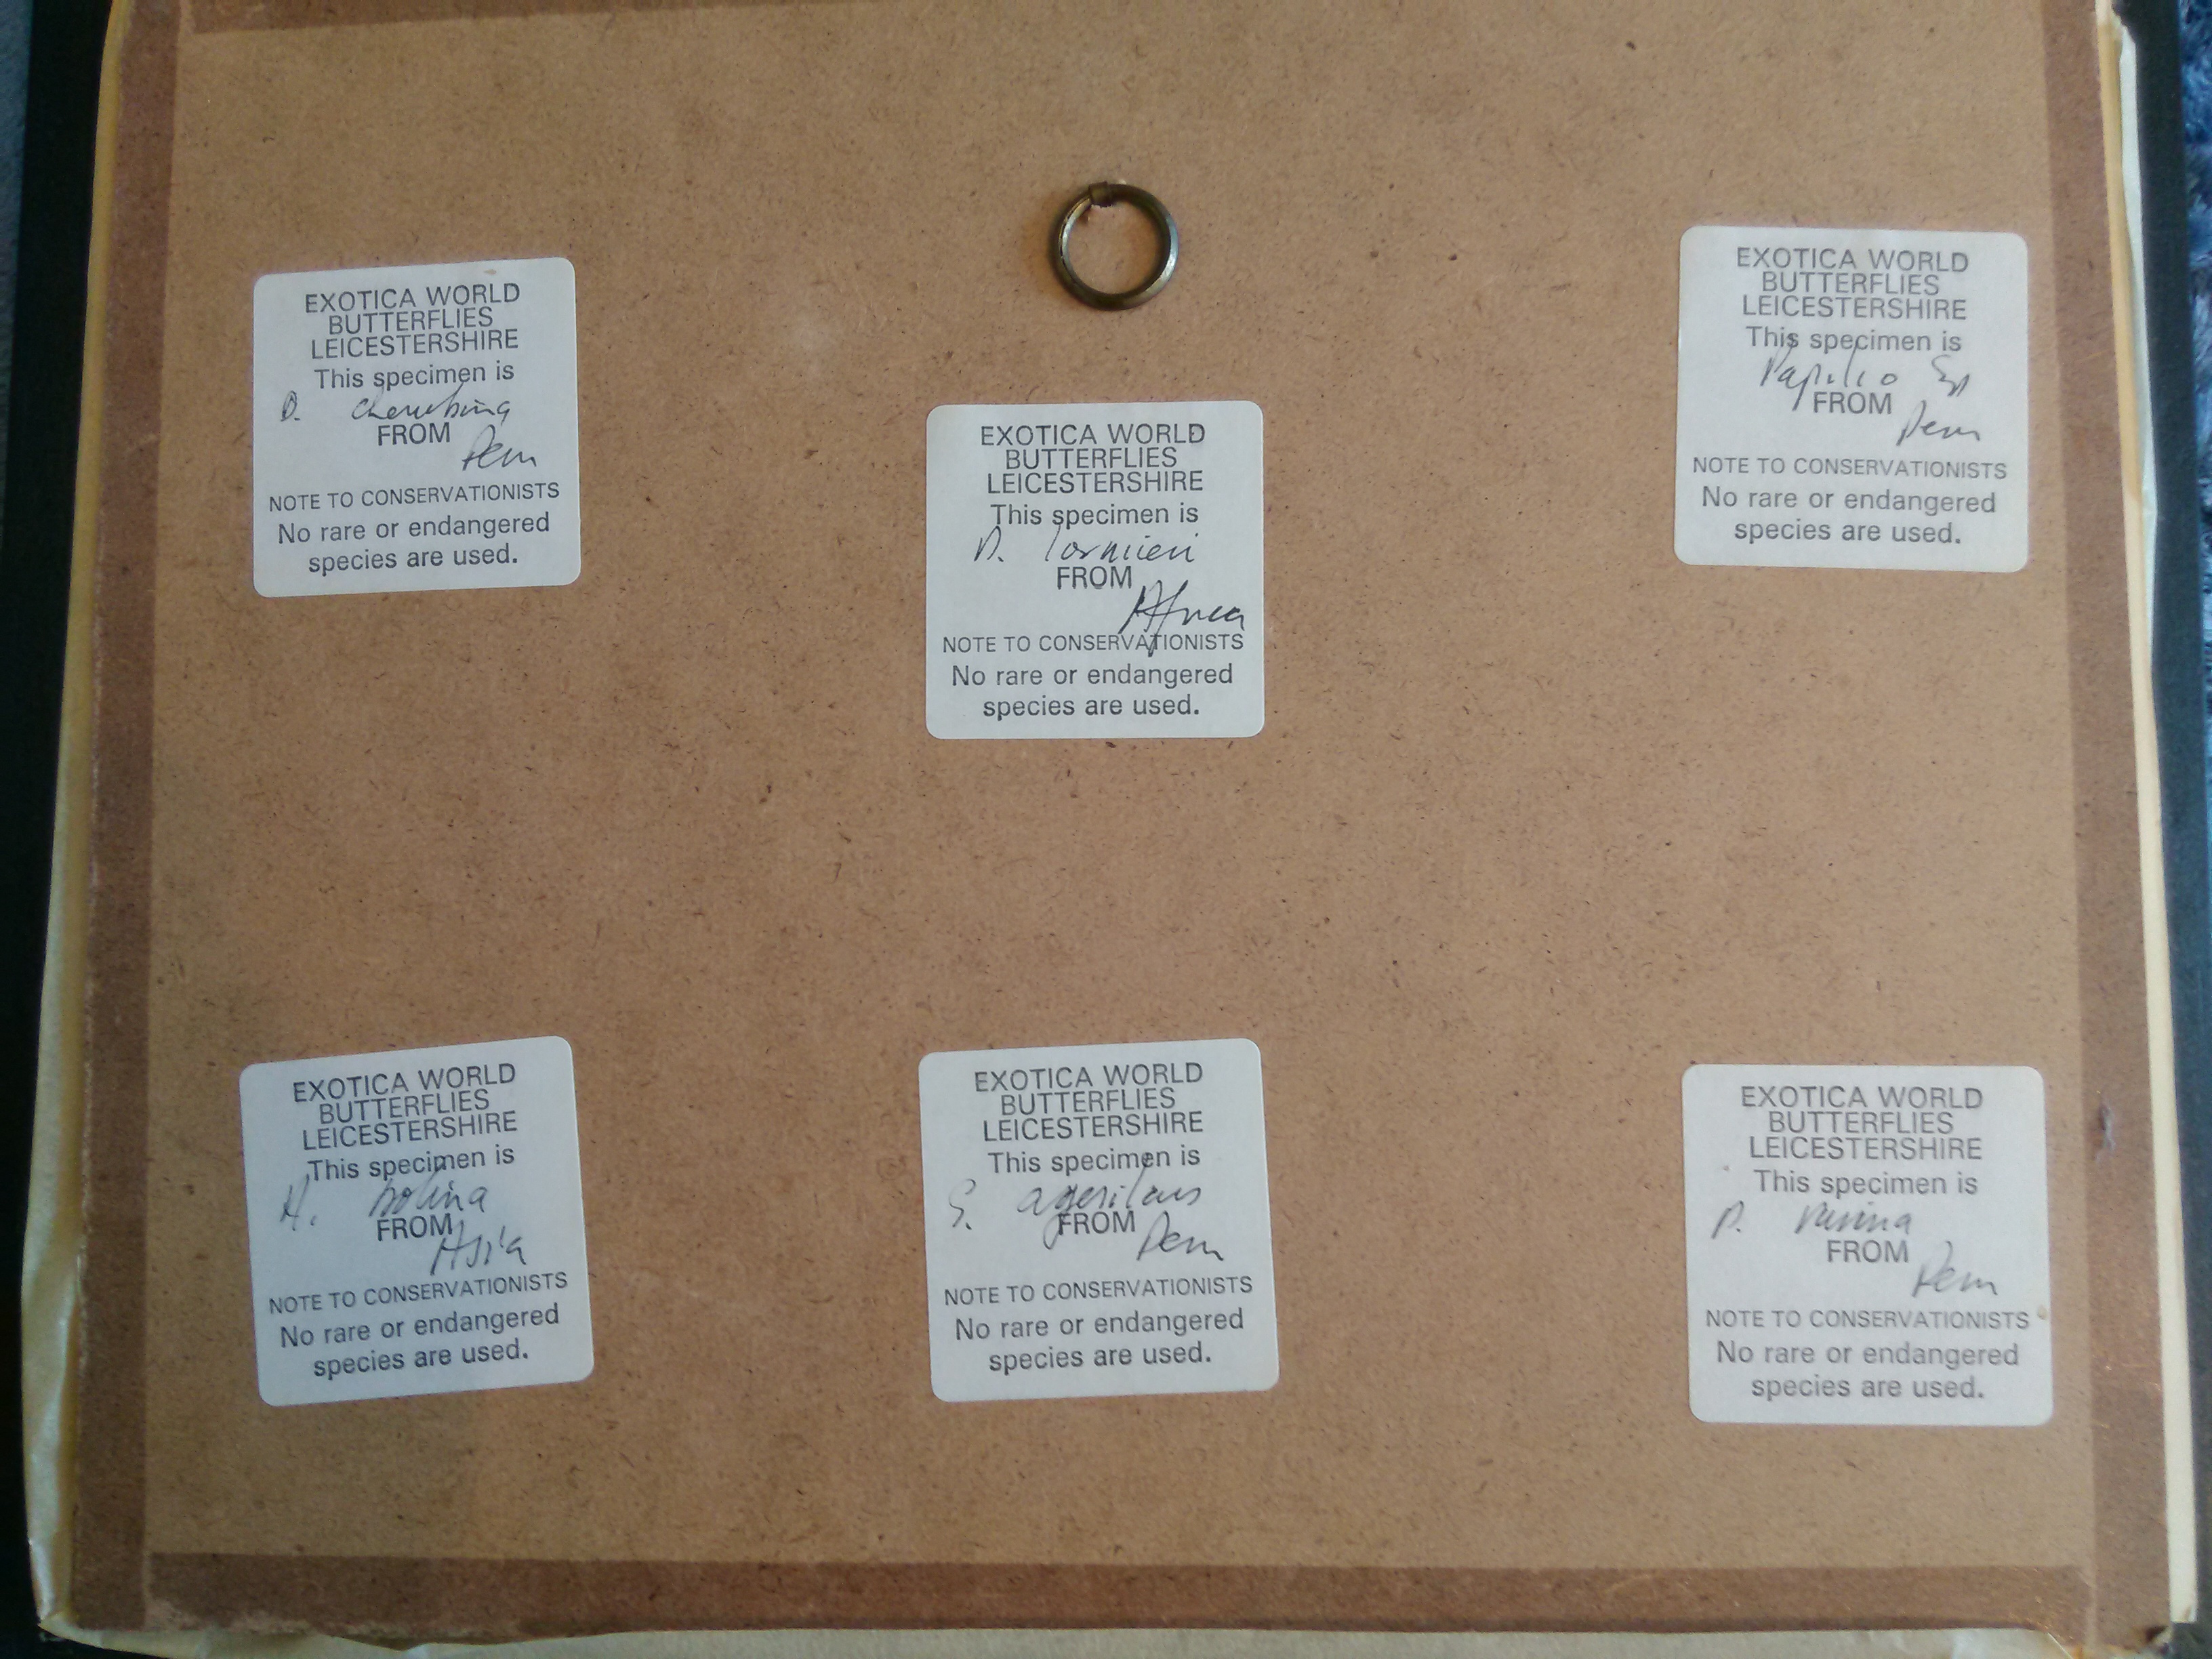 EXOTICA WORLD
BUTTERFLIES
LEICESTERSHIRE
This specimen is
D. cherubina
FROM
Peru
NOTE TO CONSERVATIONISTS
No rare or endangered
species are used.
EXOTICA WORLD
BUTTERFLIES
LEICESTERSHIRE
This specimen is
P. lormieri
FROM
Africa
NOTE TO CONSERVATIONISTS
No rare or endangered
species are used.
EXOTICA WORLD
BUTTERFLIES
LEICESTERSHIRE
This specimen is
Papilio Sp
FROM
Peru
NOTE TO CONSERVATIONISTS
No rare or endangered
species are used.
EXOTICA WORLD
BUTTERFLIES
LEICESTERSHIRE
This specimen is
H. bolina
FROM
Asia
NOTE TO CONSERVATIONISTS
No rare or endangered
species are used.
EXOTICA WORLD
BUTTERFLIES
LEICESTERSHIRE
This specimen is
G. agesilaus
FROM
Peru
NOTE TO CONSERVATIONISTS
No rare or endangered
species are used.
EXOTICA WORLD
BUTTERFLIES
LEICESTERSHIRE
This specimen is
P.
FROM
Peru
NOTE TO CONSERVATIONISTS
No rare or endangered
species are used.